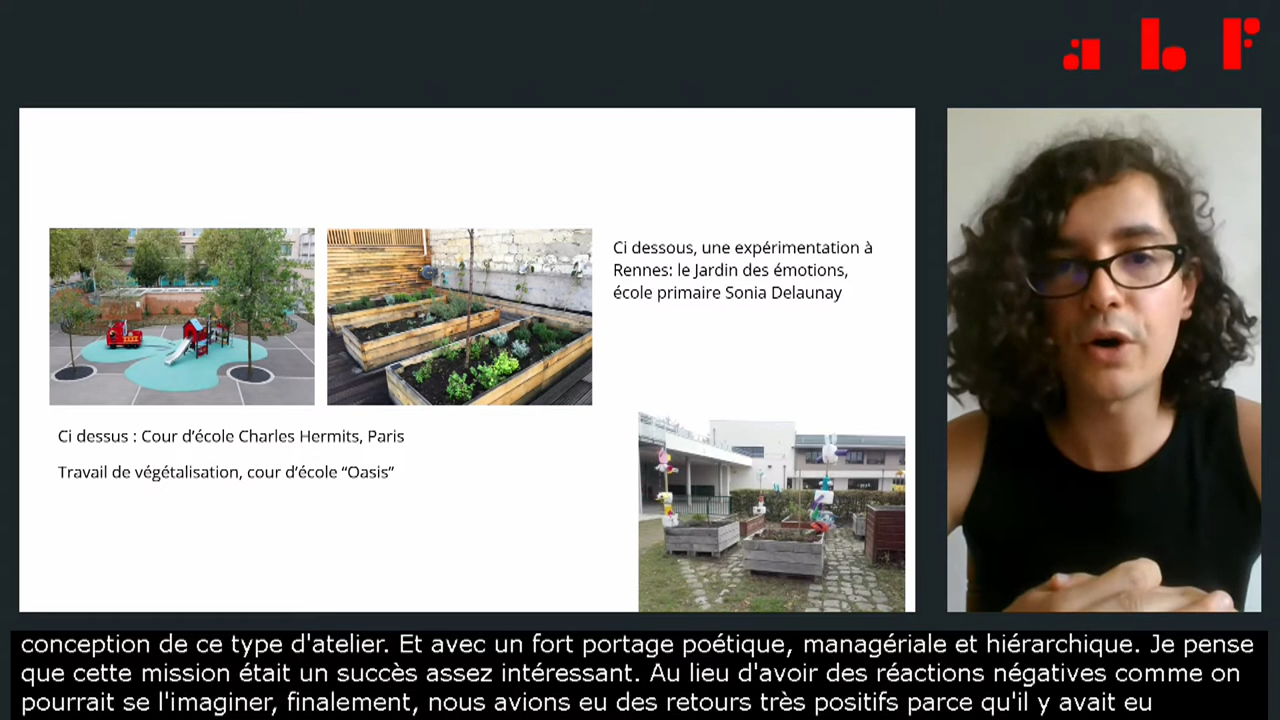 abf
Ci dessous, une expérimentation à
Rennes: le Jardin des émotions,
école primaire Sonia Delaunay
Ci dessus : Cour d’école Charles Hermits, Paris
Travail de végétalisation, cour d’école “Oasis”
conception de ce type d'atelier. Et avec un fort portage poétique, managériale et hiérarchique. Je pense
que cette mission était un succès assez intéressant. Au lieu d'avoir des réactions négatives comme on
pourrait se l'imaginer, finalement, nous avions eu des retours très positifs parce qu'il y avait eu